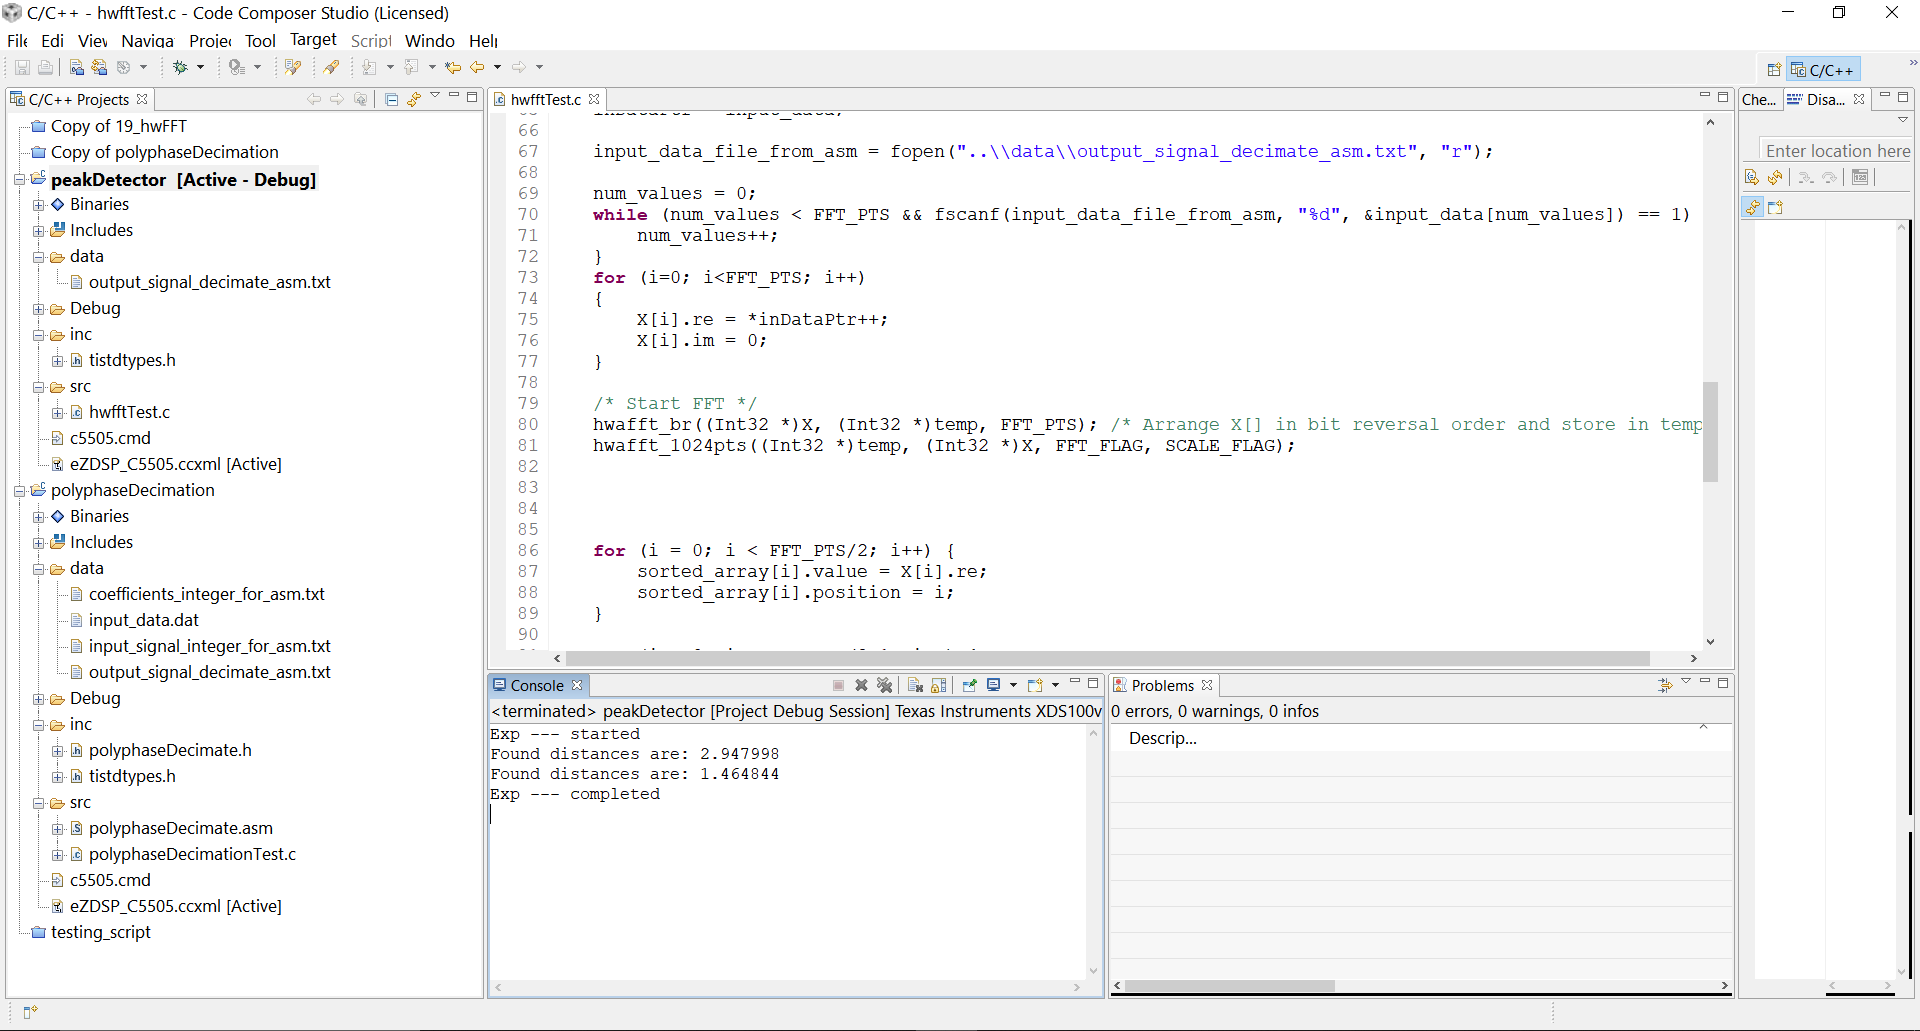 C/C++ - hwfftTest.c - Code Composer Studio (Licensed)
File Edi View Naviga Projec Tool Target Script Windo Help
C/C++
C/C++ Projects
Copy of 19_hwFFT
Copy of polyphaseDecimation
peakDetector [Active - Debug]
Binaries
Includes
data
output_signal_decimate_asm.txt
Debug
inc
tistdtypes.h
src
hwfftTest.c
c5505.cmd
eZDSP_C5505.ccxml [Active]
polyphaseDecimation
Binaries
Includes
data
coefficients_integer_for_asm.txt
input_data.dat
input_signal_integer_for_asm.txt
output_signal_decimate_asm.txt
Debug
inc
polyphaseDecimate.h
tistdtypes.h
src
polyphaseDecimate.asm
polyphaseDecimationTest.c
c5505.cmd
eZDSP_C5505.ccxml [Active]
testing_script
hwfftTest.c
66
67 input_data_file_from_asm = fopen("..\\data\\output_signal_decimate_asm.txt", "r");
68
69 num_values = 0;
70 while (num_values < FFT_PTS && fscanf(input_data_file_from_asm, "%d", &input_data[num_values]) == 1)
71 num_values++;
72 }
73 for (i=0; i<FFT_PTS; i++)
74 {
75 X[i].re = *inDataPtr++;
76 X[i].im = 0;
77 }
78
79 /* Start FFT */
80 hwafft_br((Int32 *)X, (Int32 *)temp, FFT_PTS); /* Arrange X[] in bit reversal order and store in temp
81 hwafft_1024pts((Int32 *)temp, (Int32 *)X, FFT_FLAG, SCALE_FLAG);
82
83
84
85
86 for (i = 0; i < FFT_PTS/2; i++) {
87 sorted_array[i].value = X[i].re;
88 sorted_array[i].position = i;
89 }
90
Che... Disa...
Enter location here
Console
<terminated> peakDetector [Project Debug Session] Texas Instruments XDS100v
Exp --- started
Found distances are: 2.947998
Found distances are: 1.464844
Exp --- completed
Problems
0 errors, 0 warnings, 0 infos
Descrip...